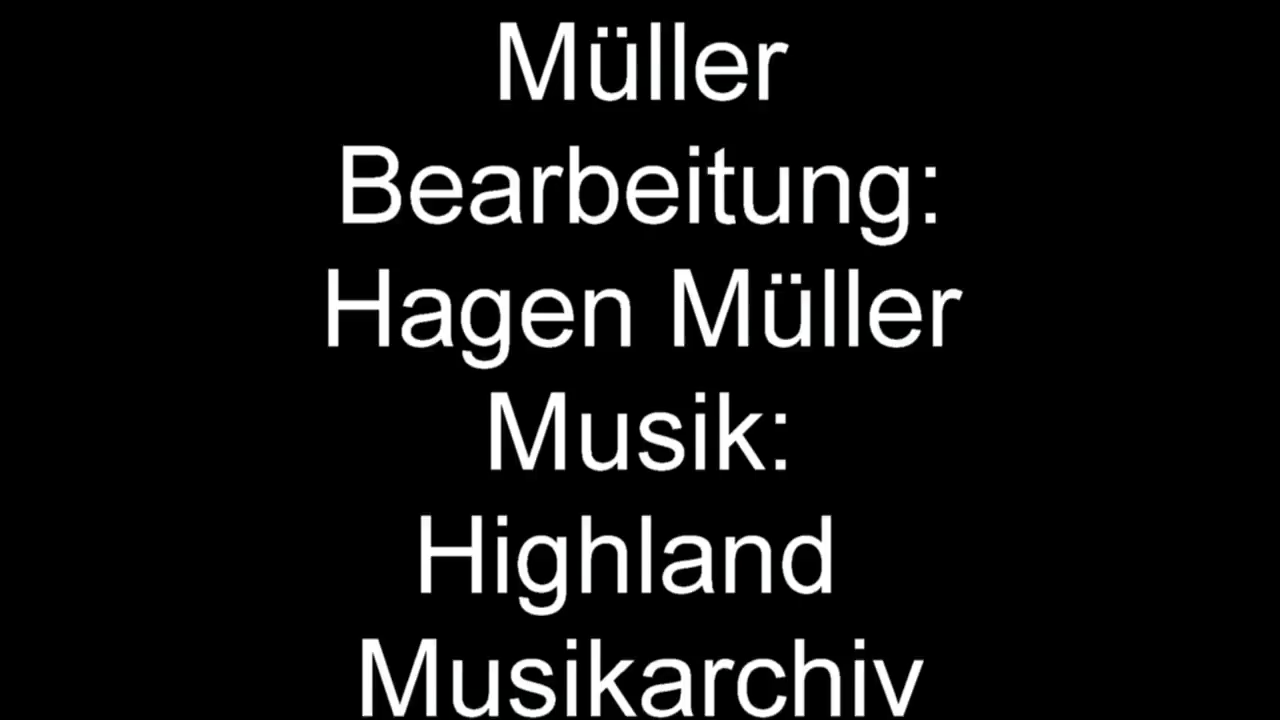 Müller
Bearbeitung:
Hagen Müller
Musik:
Highland
Musikarchiv